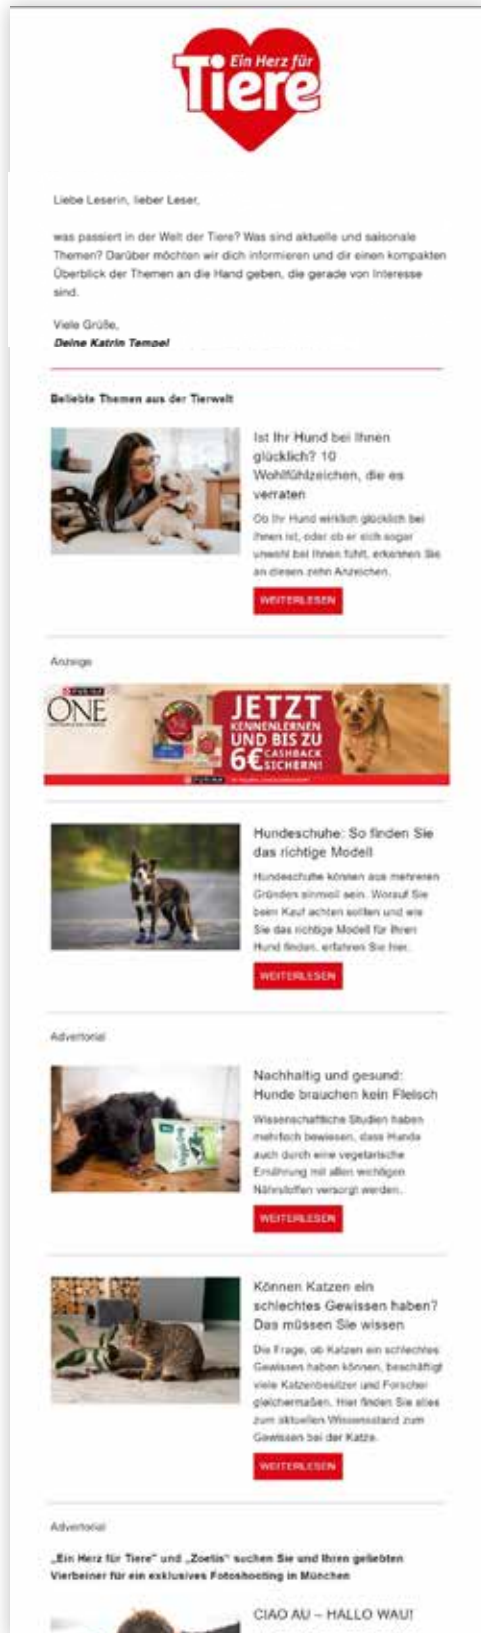 Ein Herz für
Tiere
Liebe Leserin, lieber Leser,
was passiert in der Welt der Tiere? Was sind aktuelle und saisonale
Themen? Darüber möchten wir dich informieren und dir einen kompakten
Überblick der Themen an die Hand geben, die gerade von Interesse
sind.
Viele Grüße,
Deine Katrin Tempel
Beliebte Themen aus der Tierwelt
Ist Ihr Hund bei Ihnen
glücklich? 10
Wohlfühlzeichen, die es
verraten
Ob Ihr Hund wirklich glücklich bei
Ihnen ist, oder ob er sich sogar
unwohl bei Ihnen fühlt, erkennen Sie
an diesen zehn Anzeichen.
WEITERLESEN
Anzeige
PURINA
ONE
JETZT
KENNENLERNEN
UND BIS ZU
6€ CASHBACK
SICHERN!
Hundeschuhe: So finden Sie
das richtige Modell
Hundeschuhe können aus mehreren
Gründen sinnvoll sein. Worauf Sie
beim Kauf achten sollten und wie
Sie das richtige Modell für Ihren
Hund finden, erfahren Sie hier.
WEITERLESEN
Advertorial
Nachhaltig und gesund:
Hunde brauchen kein Fleisch
Wissenschaftliche Studien haben
mehrfach bewiesen, dass Hunde
auch durch eine vegetarische
Ernährung mit allen wichtigen
Nährstoffen versorgt werden.
WEITERLESEN
Können Katzen ein
schlechtes Gewissen haben?
Das müssen Sie wissen
Die Frage, ob Katzen ein schlechtes
Gewissen haben können, beschäftigt
viele Katzenbesitzer und Forscher
gleichermaßen. Hier finden Sie alles
zum aktuellen Wissensstand zum
Gewissen bei der Katze.
WEITERLESEN
Advertorial
„Ein Herz für Tiere" und „Zoetis" suchen Sie und Ihren geliebten
Vierbeiner für ein exklusives Fotoshooting in München
CIAO AU – HALLO WAU!